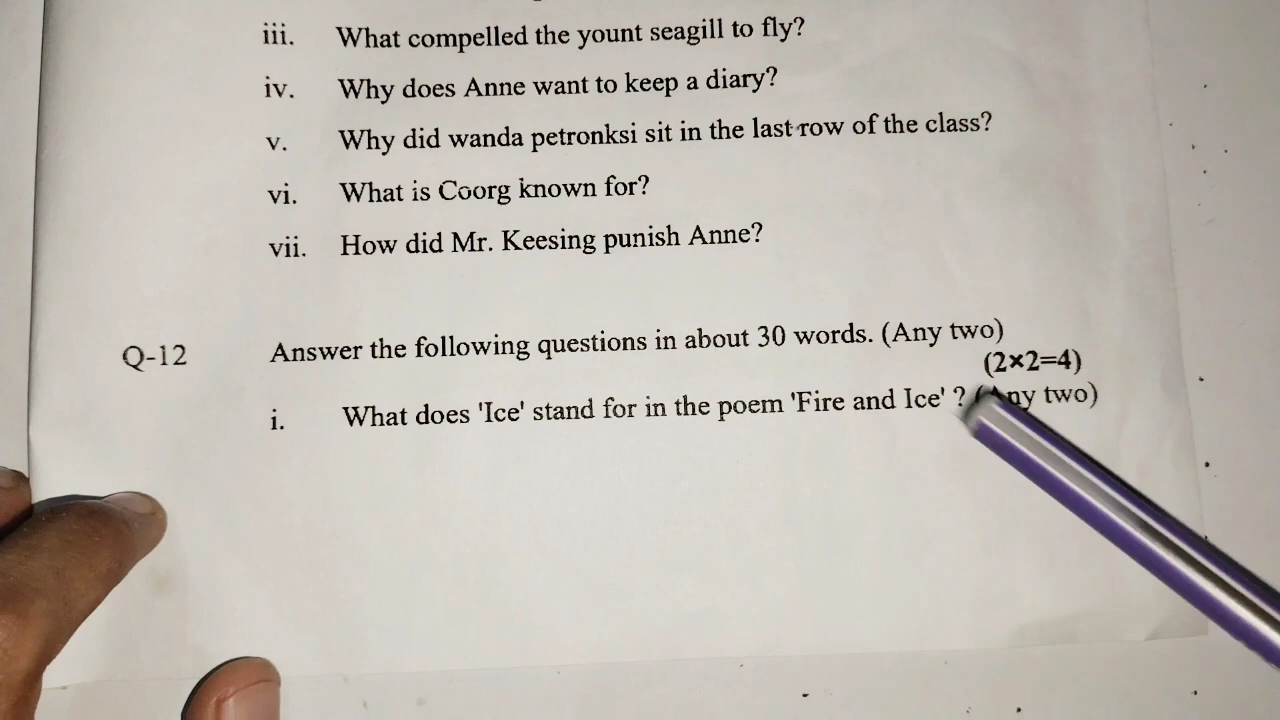 iii. What compelled the yount seagill to fly?
iv. Why does Anne want to keep a diary?
v. Why did wanda petronksi sit in the last row of the class?
vi. What is Coorg known for?
vii. How did Mr. Keesing punish Anne?
Q-12 Answer the following questions in about 30 words. (Any two)
(2×2=4)
i. What does 'Ice' stand for in the poem 'Fire and Ice' ? (Any two)